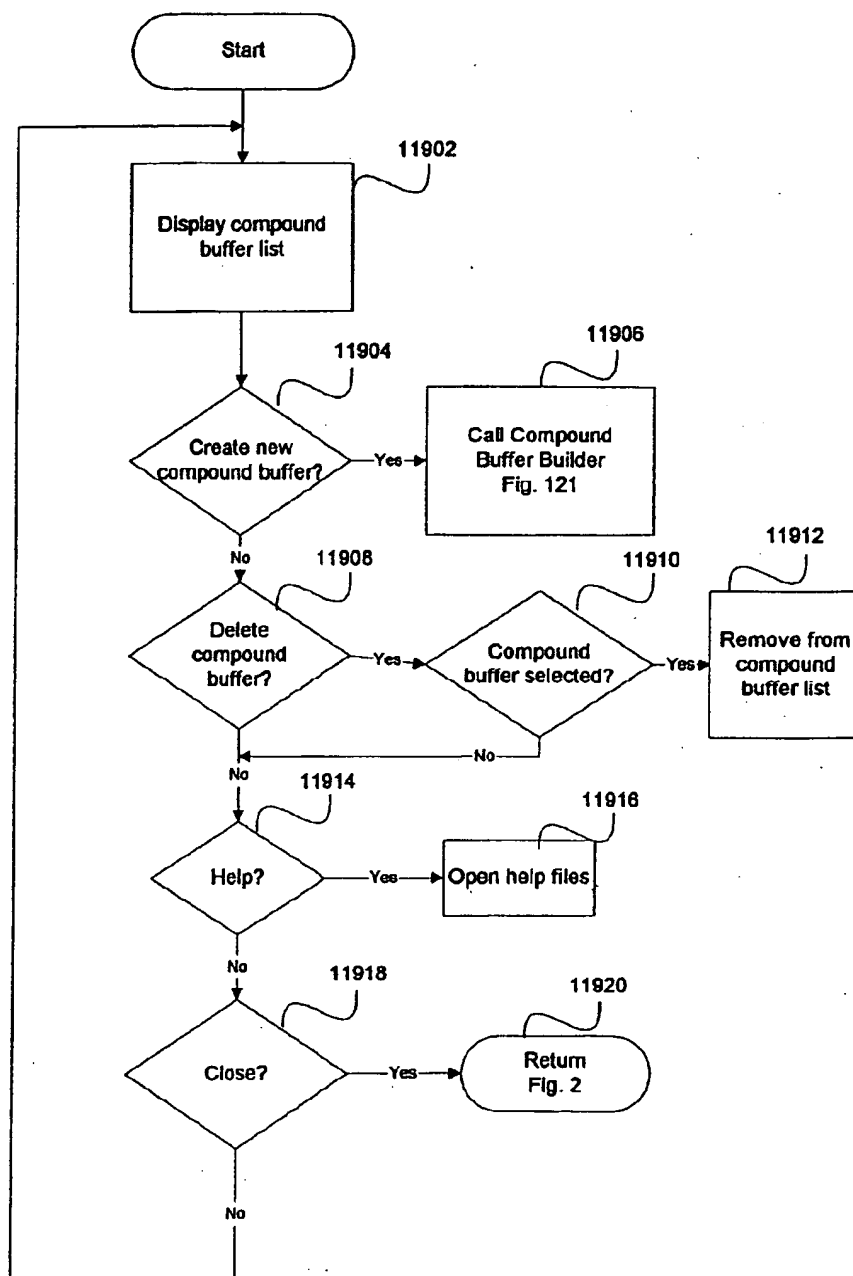 Start
11902
Display compound
buffer list
11904
11906
Create new
compound buffer?
Yes
Call Compound
Buffer Builder
Fig. 121
No
11908
11910
11912
Delete
compound
buffer?
Yes
Compound
buffer selected?
Yes
Remove from
compound
buffer list
No
No
11914
11916
Help?
Yes
Open help files
No
11918
11920
Close?
Yes
Return
Fig. 2
No